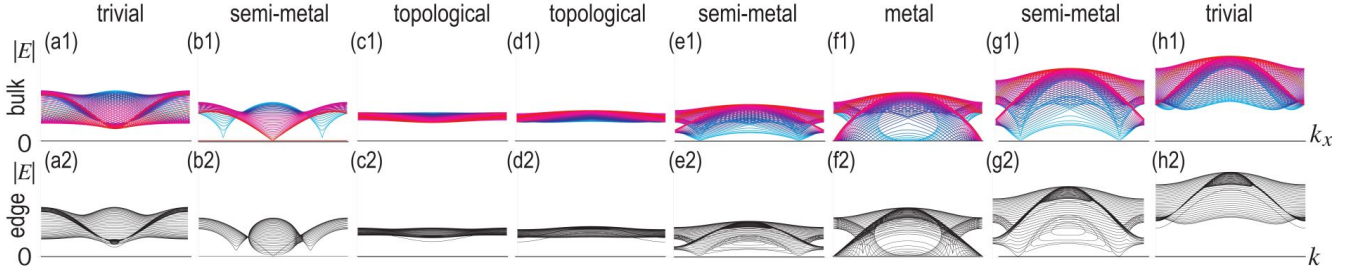 trivial semi-metal topological topological semi-metal metal semi-metal trivial
|E| (a1) (b1) (c1) (d1) (e1) (f1) (g1) (h1)
bulk
0 k_x
|E| (a2) (b2) (c2) (d2) (e2) (f2) (g2) (h2)
edge
0 k